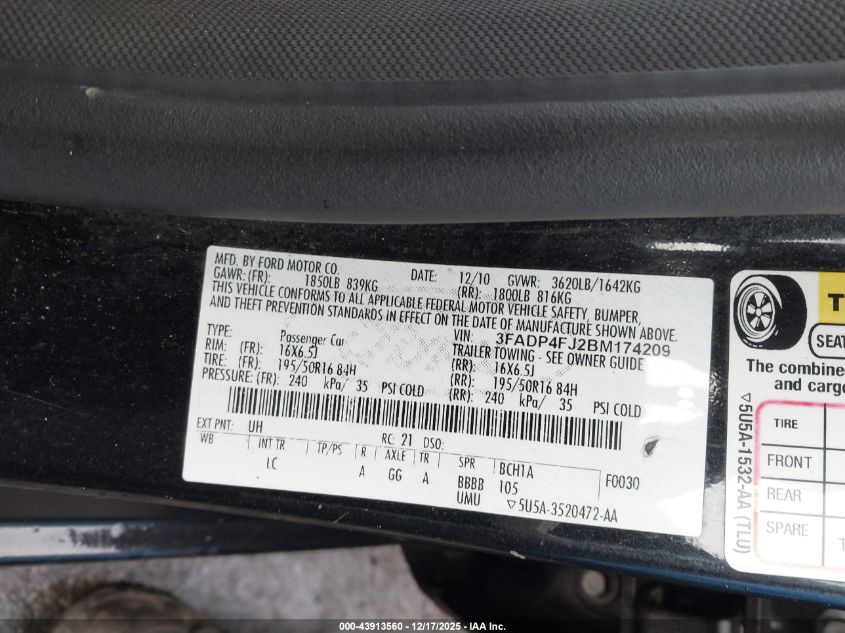 MFD. BY FORD MOTOR CO.
DATE: 12/10 GVWR: 3620LB/1642KG
GAWR: (FR): 1850LB 839KG (RR): 1800LB 816KG
THIS VEHICLE CONFORMS TO ALL APPLICABLE FEDERAL MOTOR VEHICLE SAFETY, BUMPER,
AND THEFT PREVENTION STANDARDS IN EFFECT ON THE DATE OF MANUFACTURE SHOWN ABOVE.
VIN: 3FADP4FJ2BM174209
TYPE: Passenger Car TRAILER TOWING - SEE OWNER GUIDE
RIM: (FR): 16X6.5J (RR): 16X6.5J
TIRE: (FR): 195/50R16 84H (RR): 195/50R16 84H
PRESSURE: (FR): 240 kPa/ 35 PSI COLD (RR): 240 kPa/ 35 PSI COLD
EXT PNT: UH RC: 21 DSO:
WB INT TR TP/PS R AXLE TR SPR BCH1A F0030
LC A GG A BBBB 105
UMU ▽5U5A-3520472-AA
T
SEAT
The combine
and cargo
TIRE
FRONT
REAR
SPARE T
▽5U5A-1532-AA (TLU)
000-43913560 - 12/17/2025 - IAA Inc.